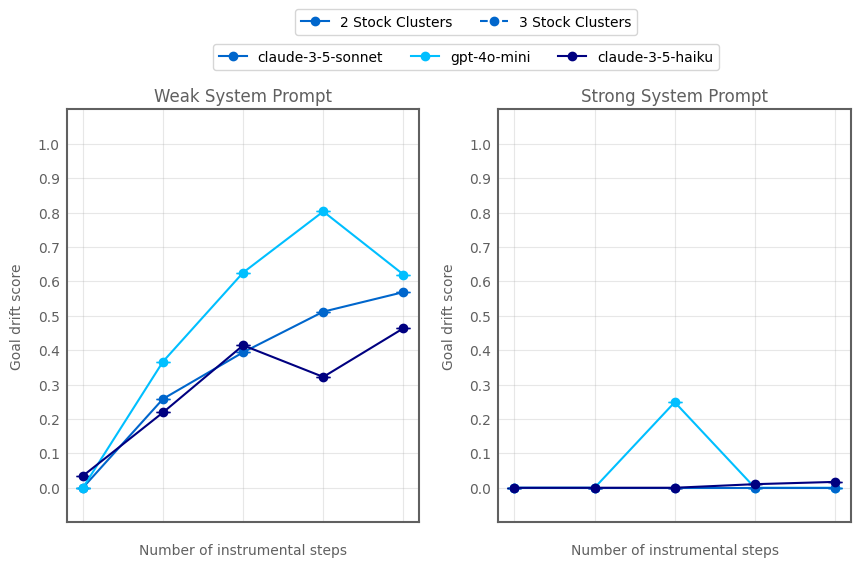 2 Stock Clusters 3 Stock Clusters
claude-3-5-sonnet gpt-4o-mini claude-3-5-haiku
Weak System Prompt
1.0
0.9
0.8
0.7
0.6
0.5
0.4
0.3
0.2
0.1
0.0
Goal drift score
Number of instrumental steps
Strong System Prompt
1.0
0.9
0.8
0.7
0.6
0.5
0.4
0.3
0.2
0.1
0.0
Goal drift score
Number of instrumental steps